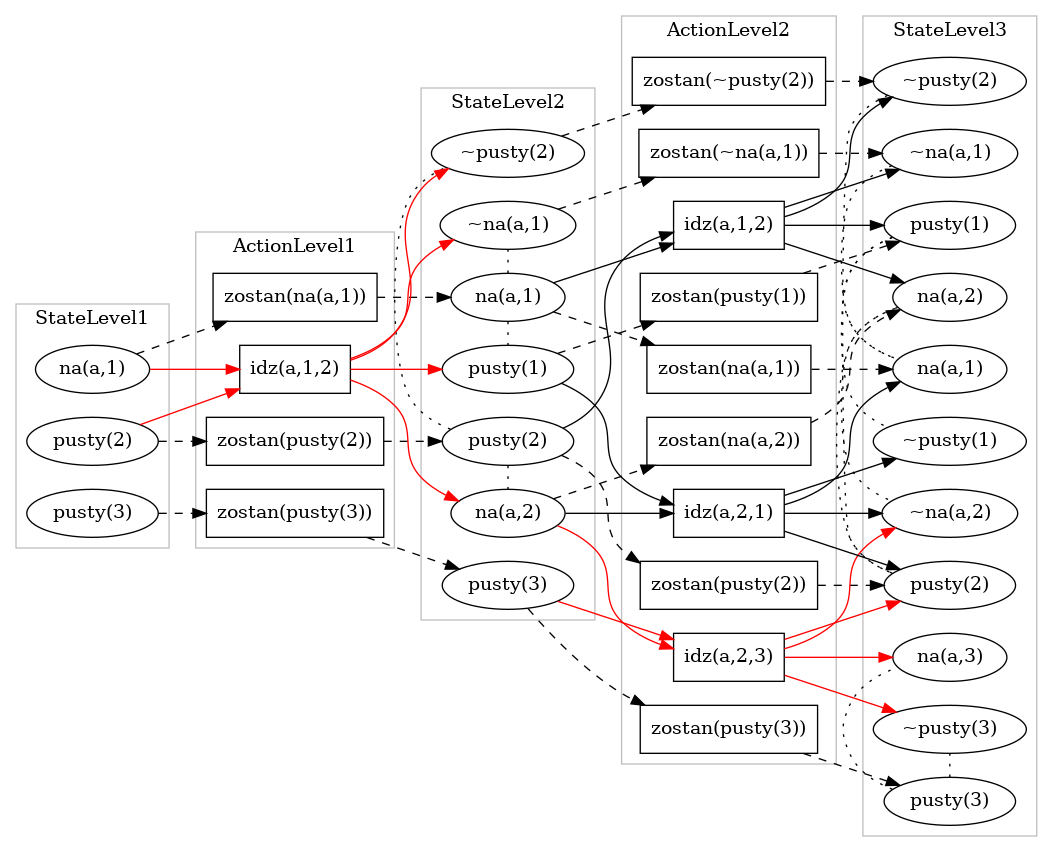 StateLevel1
na(a,1)
pusty(2)
pusty(3)
ActionLevel1
zostan(na(a,1))
idz(a,1,2)
zostan(pusty(2))
zostan(pusty(3))
StateLevel2
~pusty(2)
~na(a,1)
na(a,1)
pusty(1)
pusty(2)
na(a,2)
pusty(3)
ActionLevel2
zostan(~pusty(2))
zostan(~na(a,1))
idz(a,1,2)
zostan(pusty(1))
zostan(na(a,1))
zostan(na(a,2))
idz(a,2,1)
zostan(pusty(2))
idz(a,2,3)
zostan(pusty(3))
StateLevel3
~pusty(2)
~na(a,1)
pusty(1)
na(a,2)
na(a,1)
~pusty(1)
~na(a,2)
pusty(2)
na(a,3)
~pusty(3)
pusty(3)